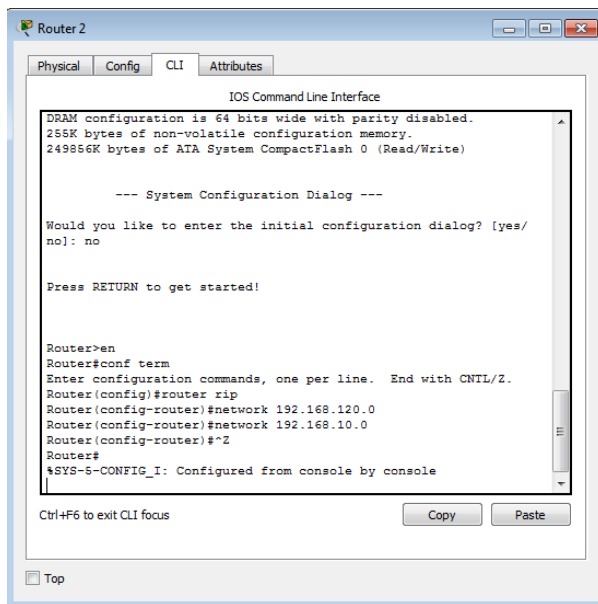 Router 2
Physical
Config
CLI
Attributes
IOS Command Line Interface
DRAM configuration is 64 bits wide with parity disabled.
255K bytes of non-volatile configuration memory.
249856K bytes of ATA System CompactFlash 0 (Read/Write)
--- System Configuration Dialog ---
Would you like to enter the initial configuration dialog? [yes/
no]: no
Press RETURN to get started!
Router>en
Router#conf term
Enter configuration commands, one per line.  End with CNTL/Z.
Router(config)#router rip
Router(config-router)#network 192.168.120.0
Router(config-router)#network 192.168.10.0
Router(config-router)#^Z
Router#
%SYS-5-CONFIG_I: Configured from console by console
Ctrl+F6 to exit CLI focus
Copy
Paste
Top